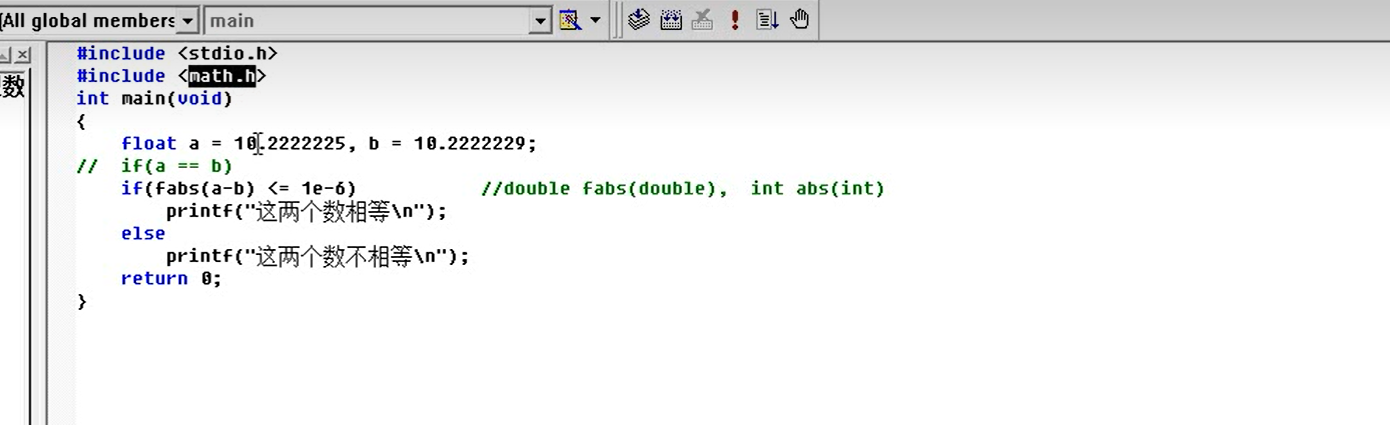 (All global members main
#include <stdio.h>
#include <math.h>
数
int main(void)
{
float a = 10.2222225, b = 10.2222229;
// if(a == b)
if(fabs(a-b) <= 1e-6) //double fabs(double), int abs(int)
printf("这两个数相等\n");
else
printf("这两个数不相等\n");
return 0;
}